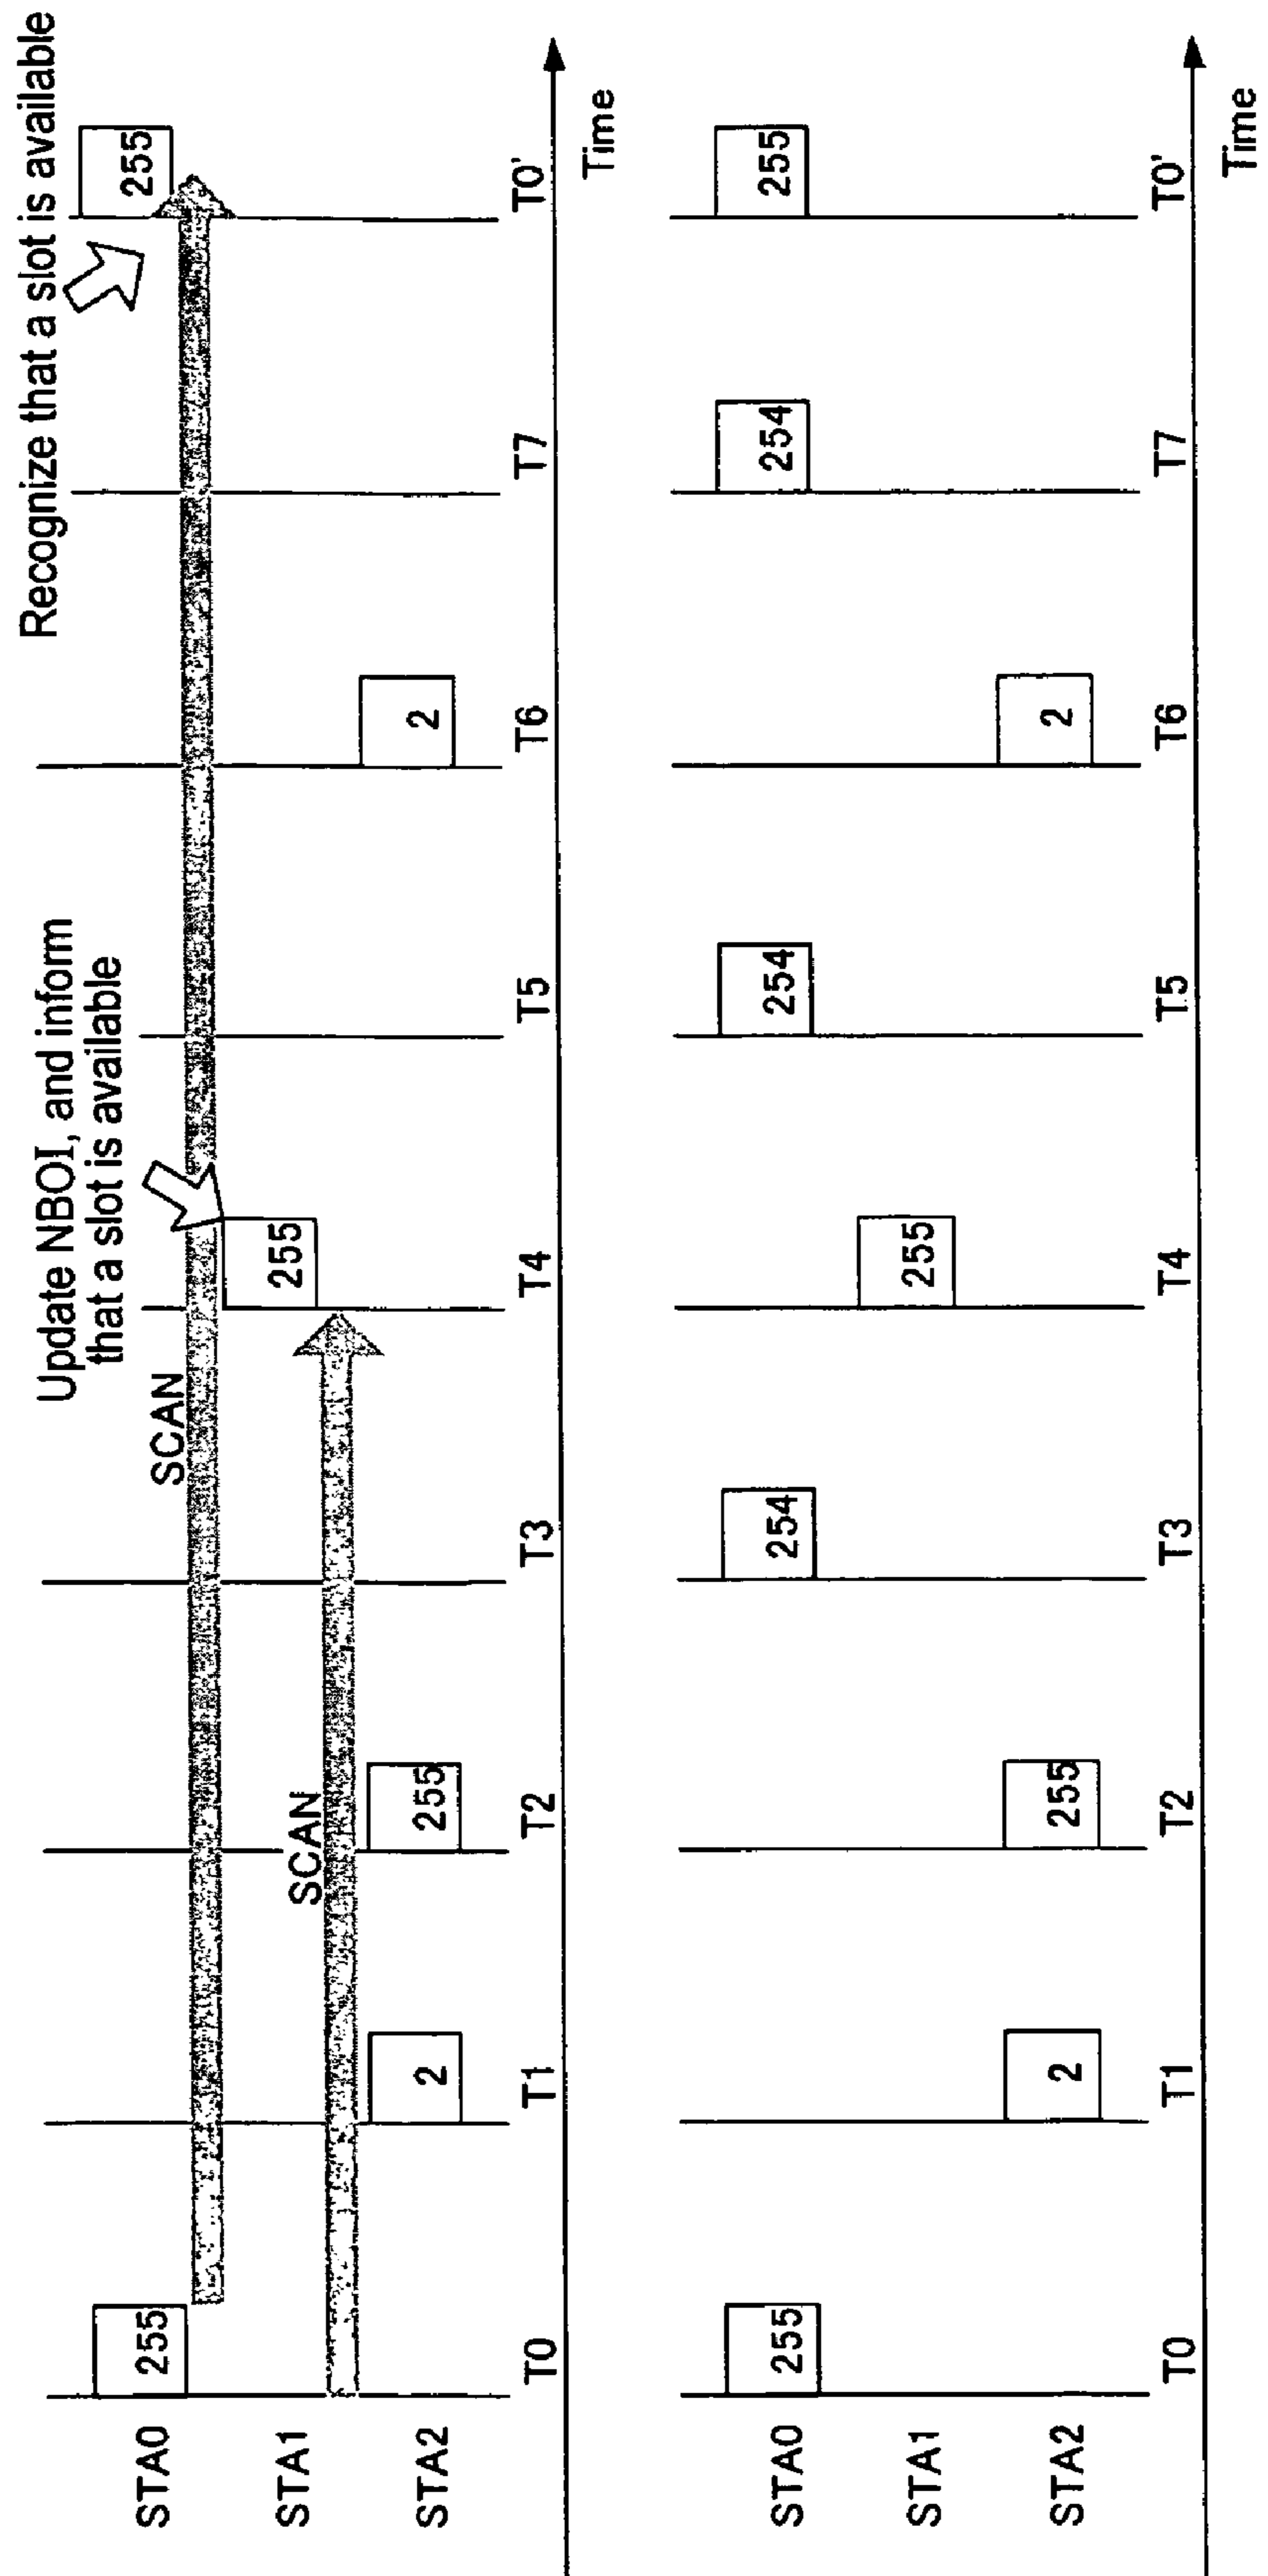 Recognize that a slot is available
Update NBOI, and inform
that a slot is available
SCAN
STA0 255 255
SCAN
STA1 255
STA2 2 255 2
T0 T1 T2 T3 T4 T5 T6 T7 T0'
Time
STA0 255 254 254 254 255
STA1 255
STA2 2 255 2
T0 T1 T2 T3 T4 T5 T6 T7 T0'
Time